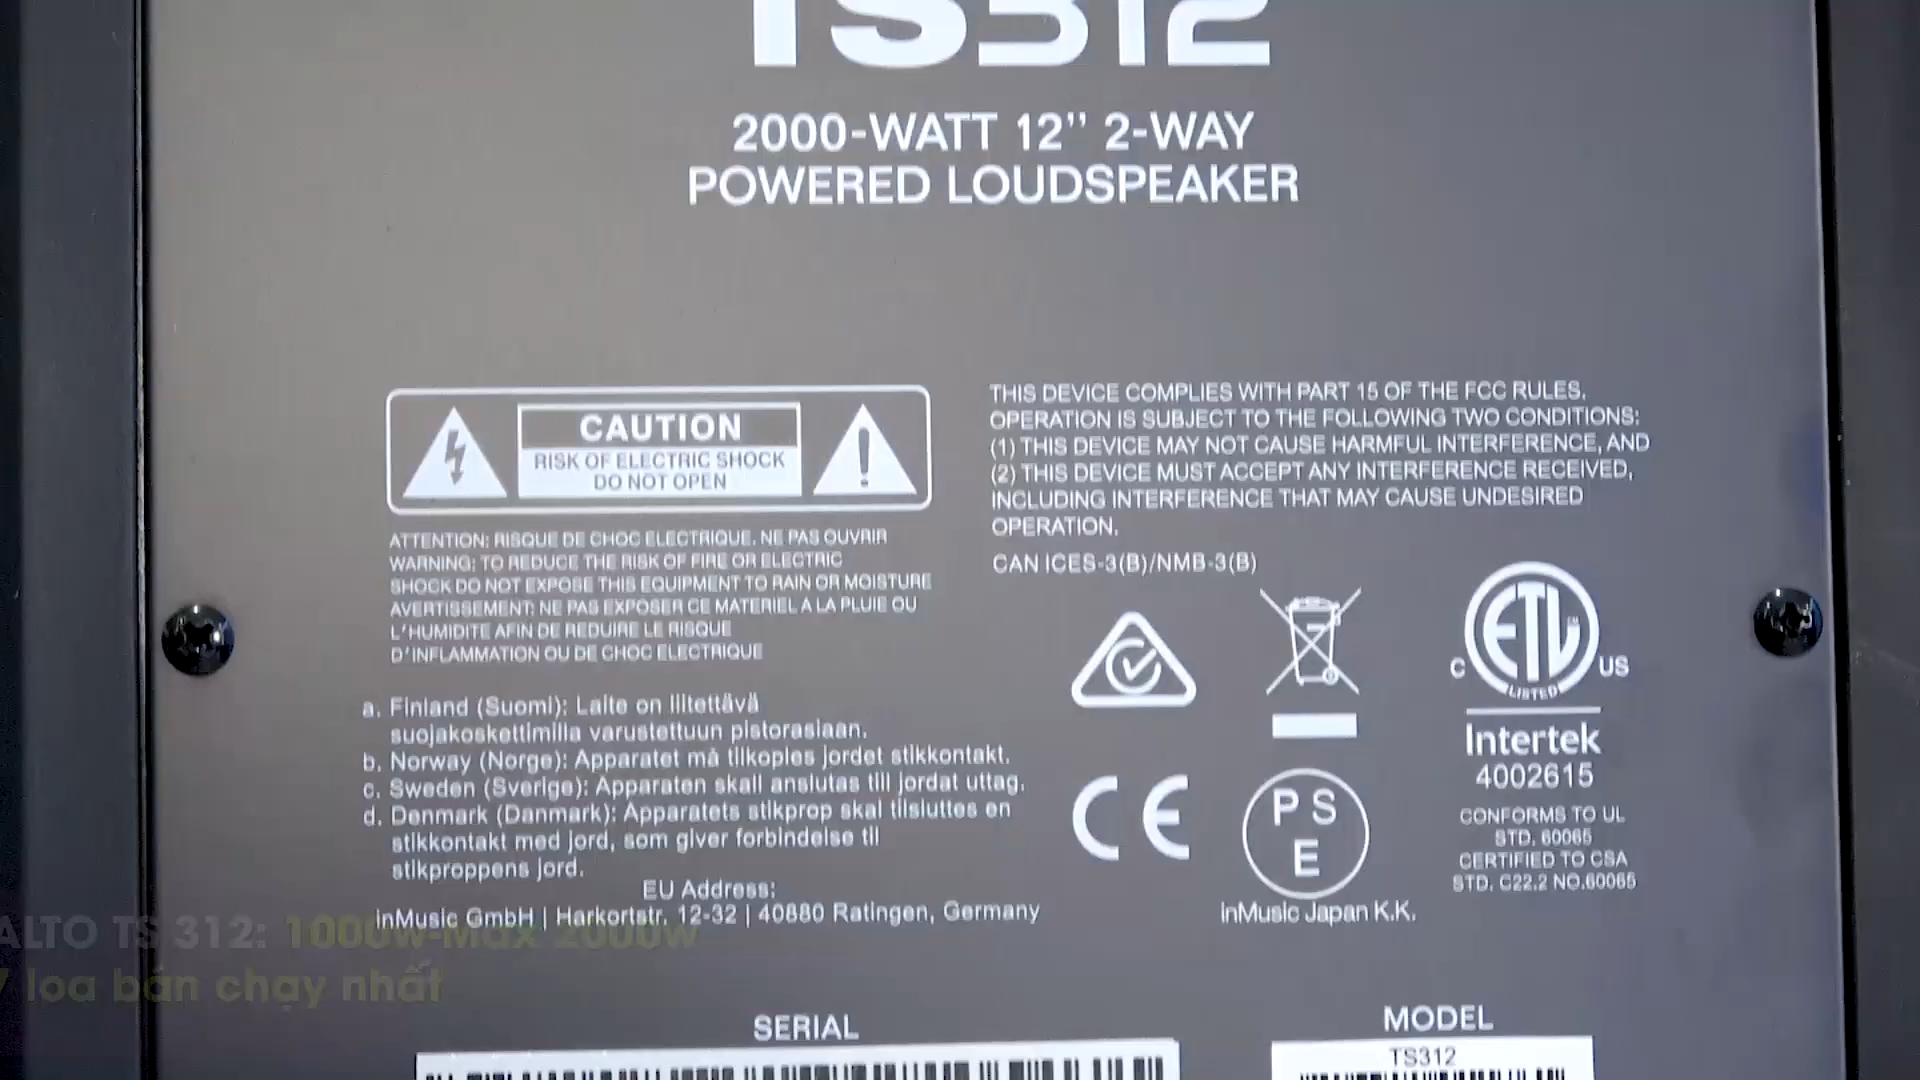 TS312
2000-WATT 12” 2-WAY
POWERED LOUDSPEAKER
CAUTION
RISK OF ELECTRIC SHOCK
DO NOT OPEN
ATTENTION: RISQUE DE CHOC ELECTRIQUE. NE PAS OUVRIR
WARNING: TO REDUCE THE RISK OF FIRE OR ELECTRIC
SHOCK DO NOT EXPOSE THIS EQUIPMENT TO RAIN OR MOISTURE
AVERTISSEMENT: NE PAS EXPOSER CE MATERIEL A LA PLUIE OU
L'HUMIDITE AFIN DE REDUIRE LE RISQUE
D'INFLAMMATION OU DE CHOC ELECTRIQUE
a. Finland (Suomi): Laite on liitettävä
suojakoskettimilla varustettuun pistorasiaan.
b. Norway (Norge): Apparatet må tilkoples jordet stikkontakt.
c. Sweden (Sverige): Apparaten skall anslutas till jordat uttag.
d. Denmark (Danmark): Apparatets stikprop skal tilsluttes en
stikkontakt med jord, som giver forbindelse til
stikproppens jord.
EU Address:
inMusic GmbH | Harkortstr. 12-32 | 40880 Ratingen, Germany
THIS DEVICE COMPLIES WITH PART 15 OF THE FCC RULES.
OPERATION IS SUBJECT TO THE FOLLOWING TWO CONDITIONS:
(1) THIS DEVICE MAY NOT CAUSE HARMFUL INTERFERENCE, AND
(2) THIS DEVICE MUST ACCEPT ANY INTERFERENCE RECEIVED,
INCLUDING INTERFERENCE THAT MAY CAUSE UNDESIRED
OPERATION.
CAN ICES-3(B)/NMB-3(B)
C ETL US
LISTED
Intertek
4002615
CONFORMS TO UL
STD. 60065
CERTIFIED TO CSA
STD. C22.2 NO.60065
CE
P S
E
inMusic Japan K.K.
ALTO TS 312: 1000w-Max 2000w
7 loa bán chạy nhất
SERIAL
MODEL
TS312